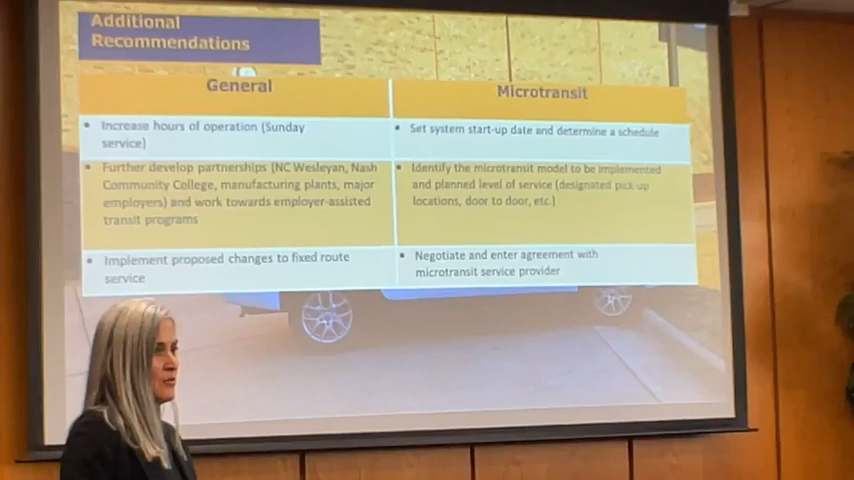 Additional
Recommendations
General
Microtransit
• Increase hours of operation (Sunday
service)
• Set system start-up date and determine a schedule
• Further develop partnerships (NC Wesleyan, Nash
Community College, manufacturing plants, major
employers) and work towards employer-assisted
transit programs
• Identify the microtransit model to be implemented
and planned level of service (designated pick-up
locations, door to door, etc.)
• Implement proposed changes to fixed route
service
• Negotiate and enter agreement with
microtransit service provider